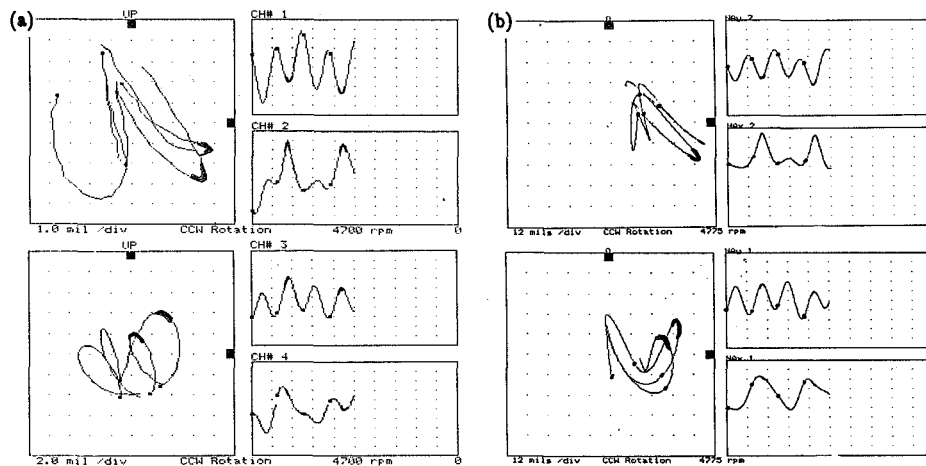 (a)
UP
CH# 1
CH# 2
1.0 mil /div CCW Rotation 4700 rpm 0
UP
CH# 3
CH# 4
2.0 mil /div CCW Rotation 4700 rpm 0
(b)
12 mils /div CCW Rotation 4775 rpm
12 mils /div CCW Rotation 4775 rpm